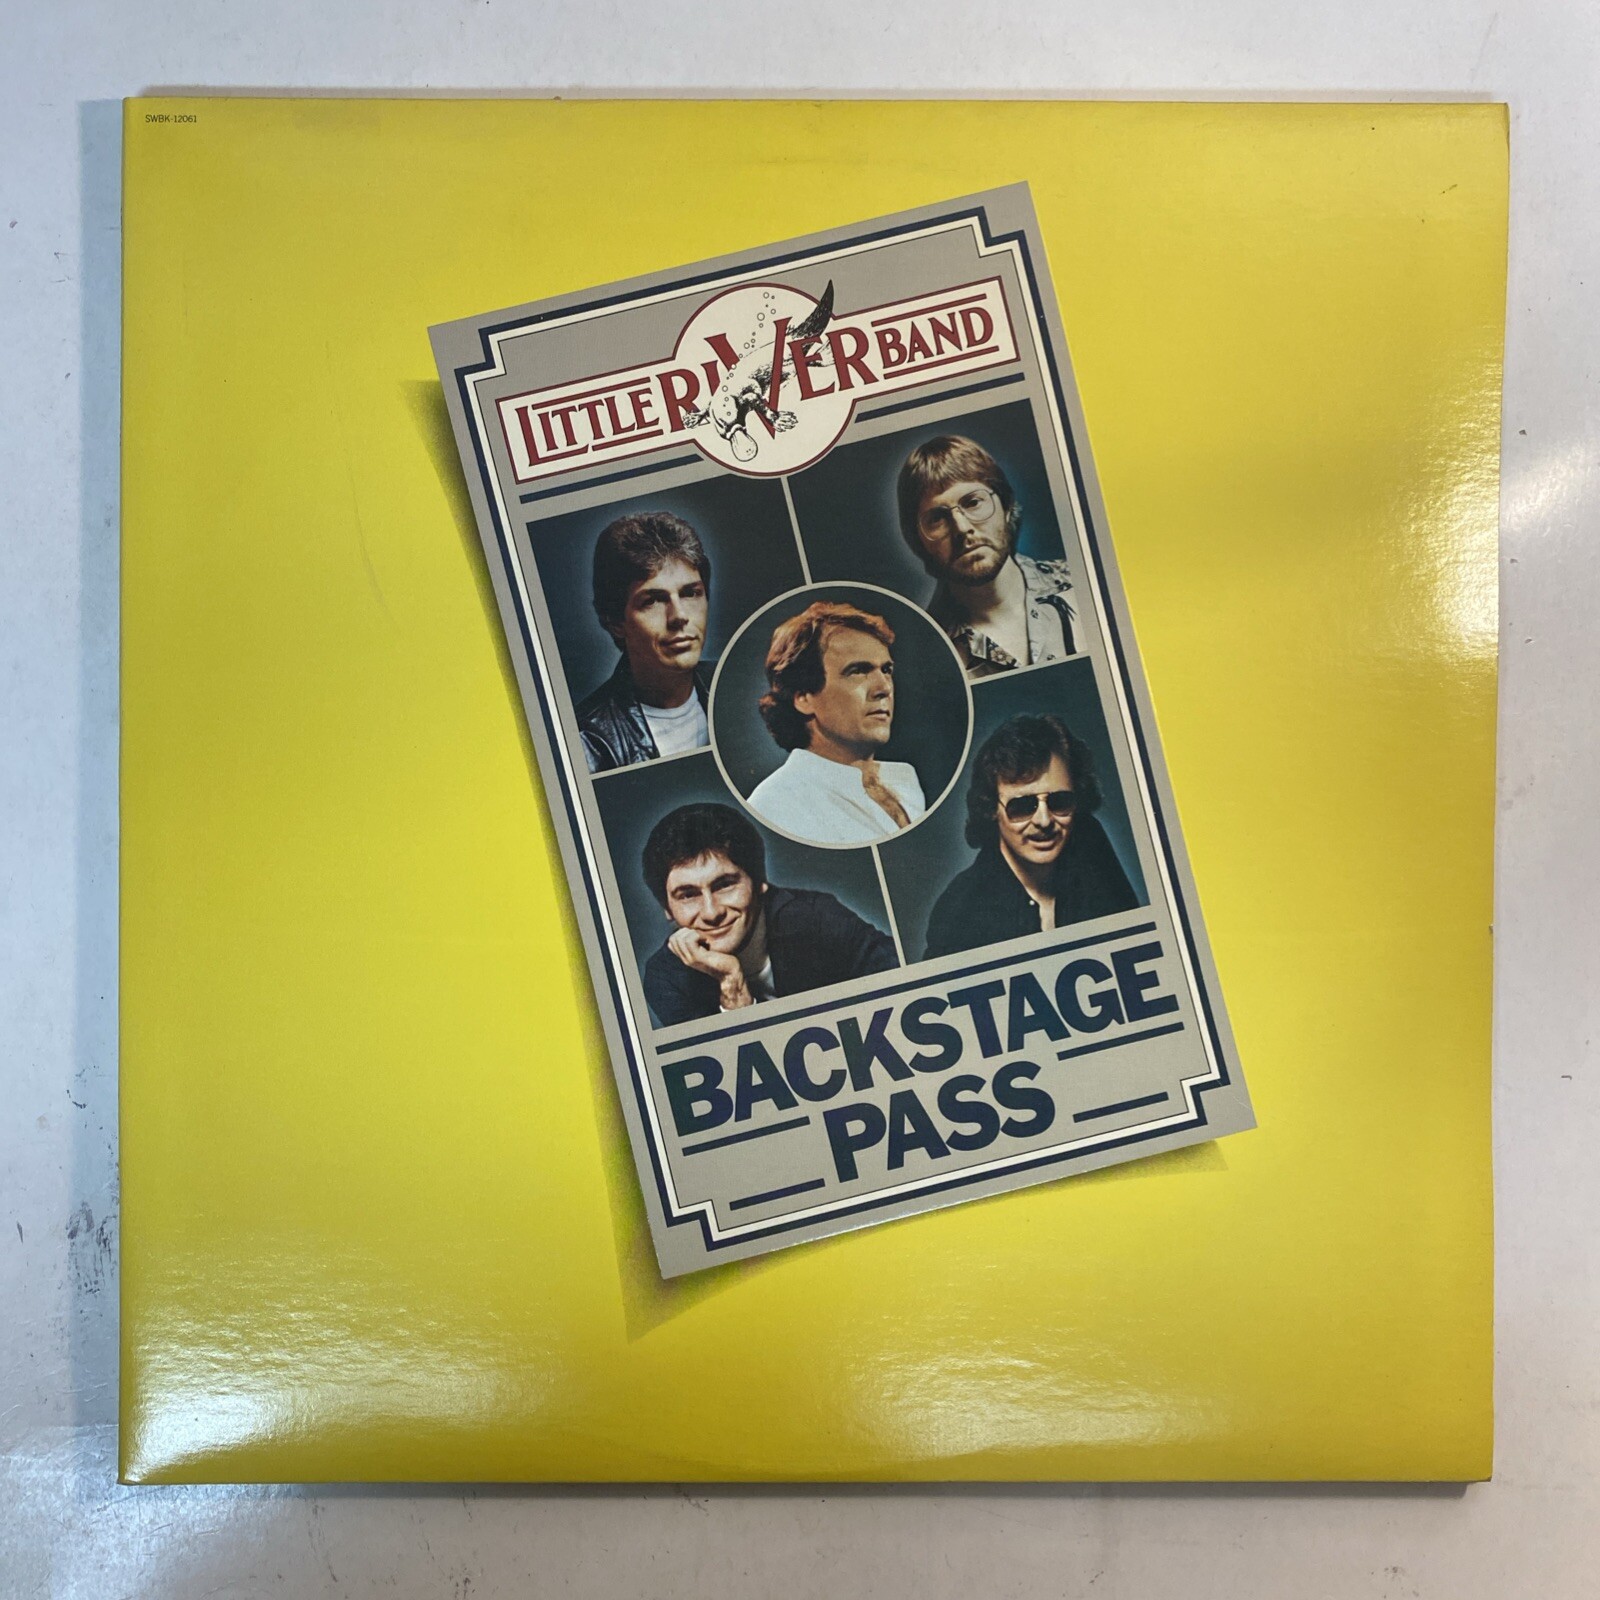 SWBK-12061
LITTLE RIVER BAND
BACKSTAGE
PASS